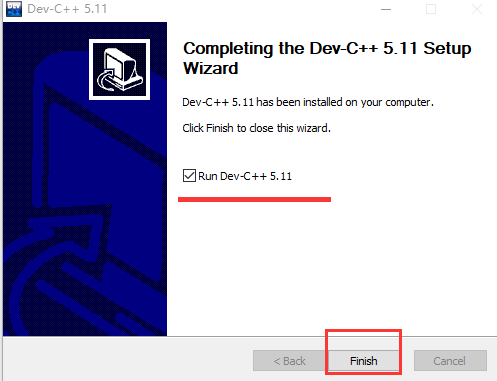 Dev-C++ 5.11
Completing the Dev-C++ 5.11 Setup
Wizard
Dev-C++ 5.11 has been installed on your computer.
Click Finish to close this wizard.
Run Dev-C++ 5.11
< Back
Finish
Cancel